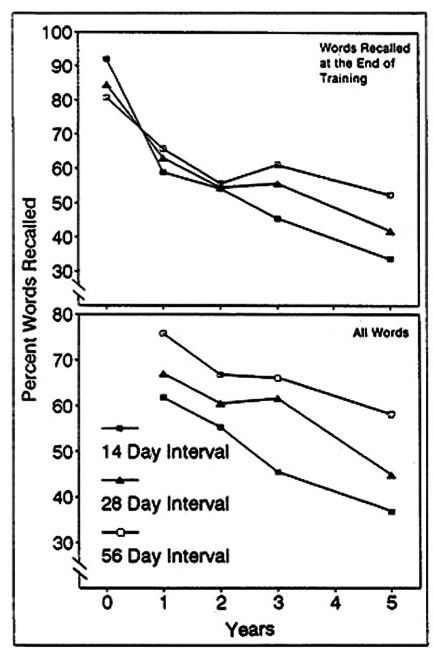 Percent Words Recalled
100
90
80
70
60
50
40
30
Words Recalled
at the End of
Training
80
70
60
50
40
30
All Words
14 Day Interval
28 Day Interval
56 Day Interval
0 1 2 3 4 5
Years